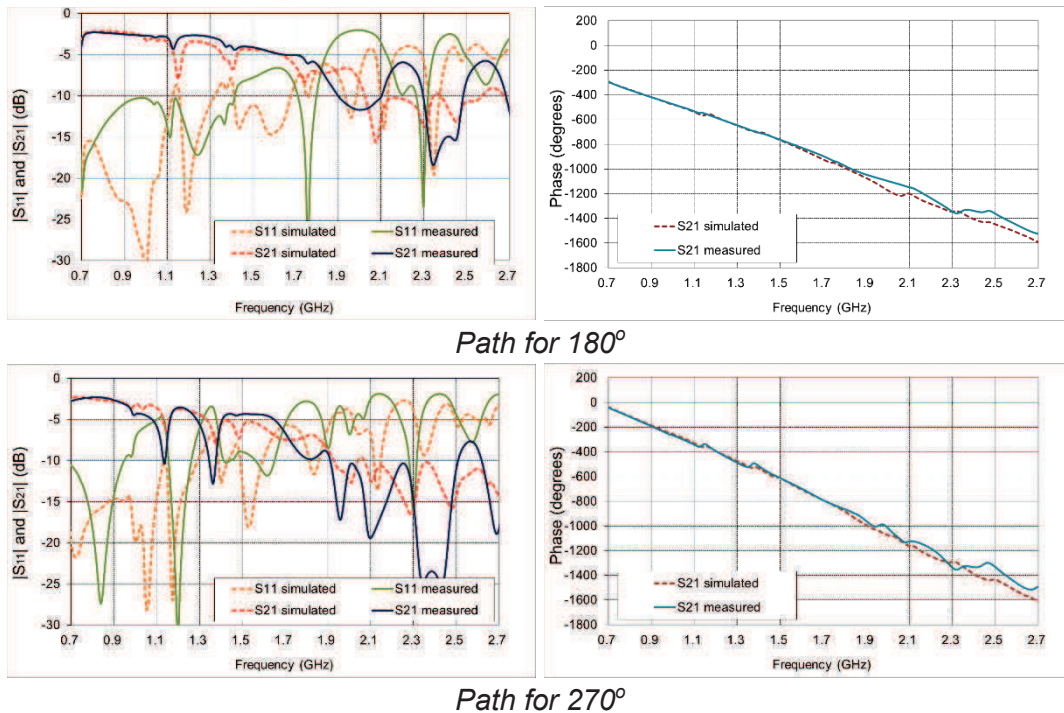 |S11| and |S21| (dB)
0
-5
-10
-15
-20
-25
-30
S11 simulated S11 measured
S21 simulated S21 measured
0.7 0.9 1.1 1.3 1.5 1.7 1.9 2.1 2.3 2.5 2.7
Frequency (GHz)
Phase (degrees)
200
0
-200
-400
-600
-800
-1000
-1200
-1400
-1600
-1800
S21 simulated
S21 measured
0.7 0.9 1.1 1.3 1.5 1.7 1.9 2.1 2.3 2.5 2.7
Frequency (GHz)
Path for 180º
|S11| and |S21| (dB)
0
-5
-10
-15
-20
-25
-30
S11 simulated S11 measured
S21 simulated S21 measured
0.7 0.9 1.1 1.3 1.5 1.7 1.9 2.1 2.3 2.5 2.7
Frequency (GHz)
Phase (degrees)
200
0
-200
-400
-600
-800
-1000
-1200
-1400
-1600
-1800
S21 simulated
S21 measured
0.7 0.9 1.1 1.3 1.5 1.7 1.9 2.1 2.3 2.5 2.7
Frequency (GHz)
Path for 270º